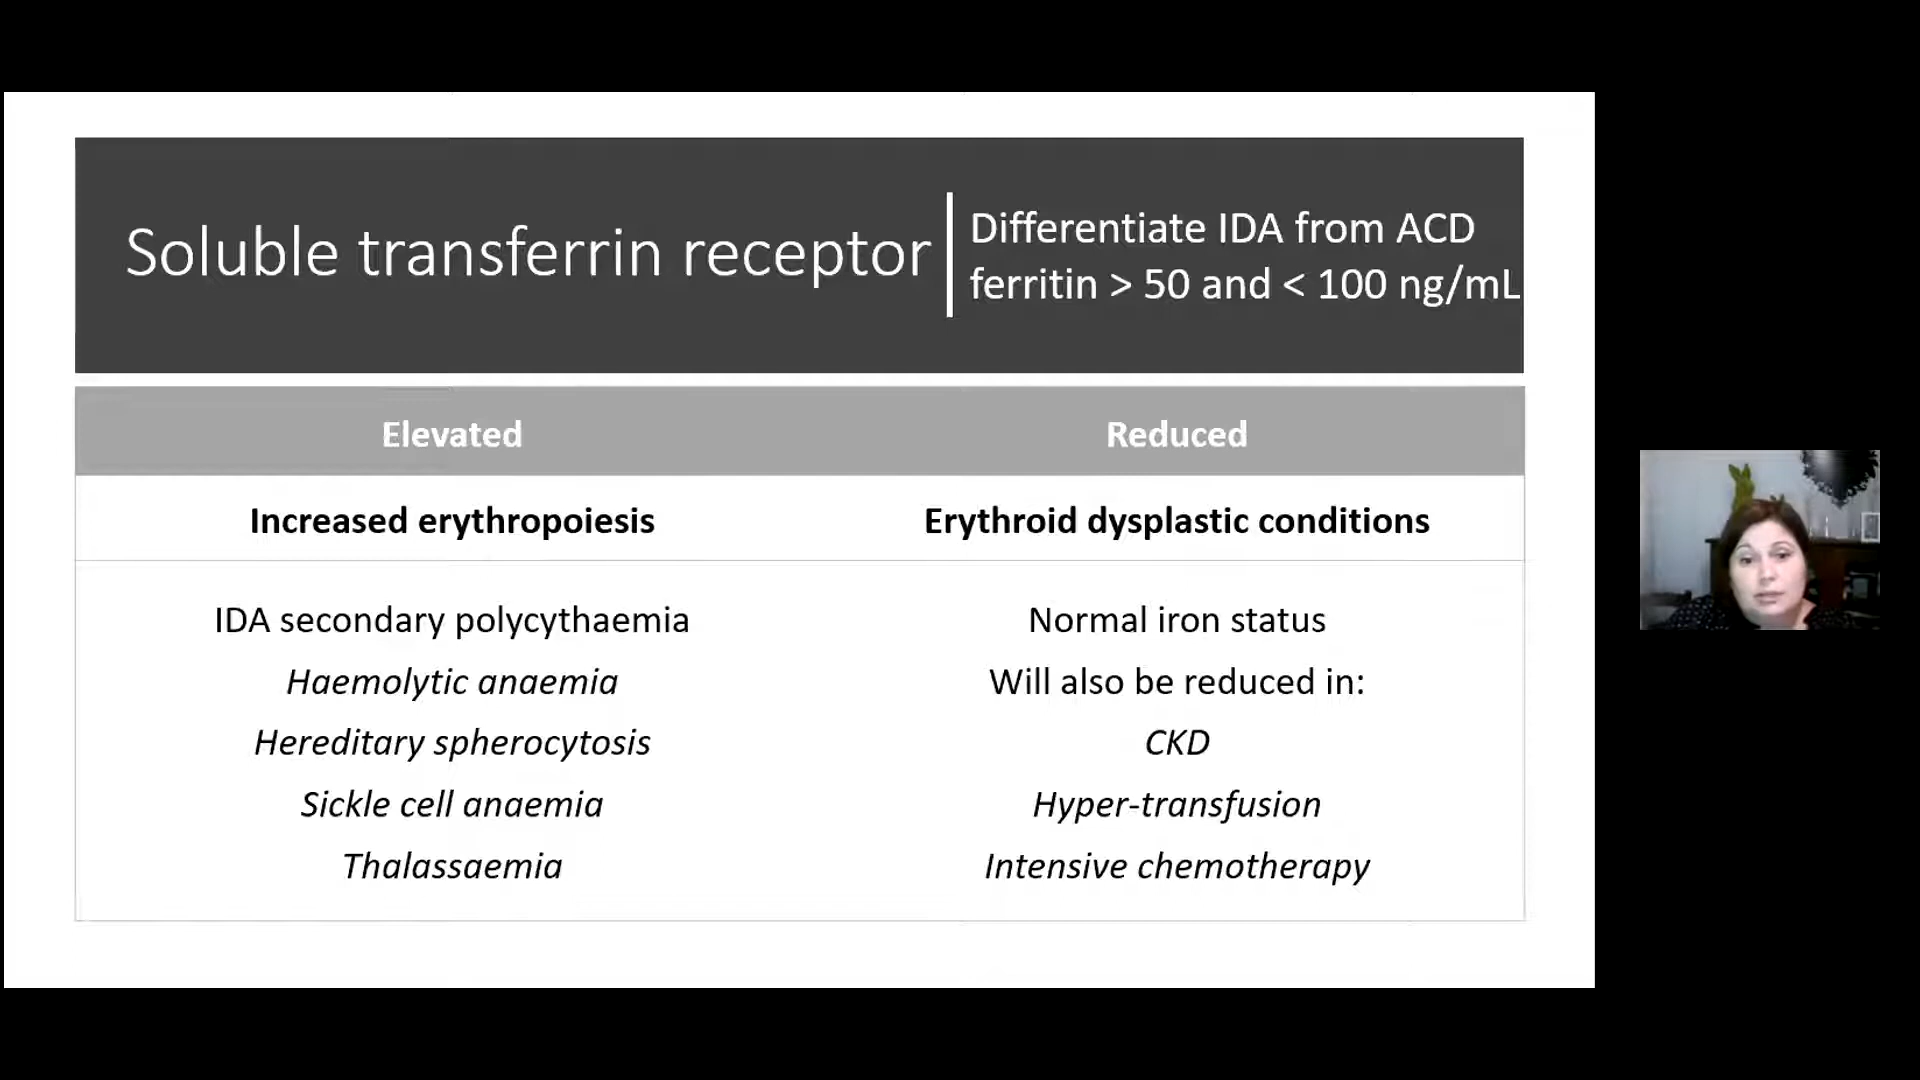 Soluble transferrin receptor
Differentiate IDA from ACD
ferritin > 50 and < 100 ng/mL
Elevated
Reduced
Increased erythropoiesis
Erythroid dysplastic conditions
IDA secondary polycythaemia
Normal iron status
Haemolytic anaemia
Will also be reduced in:
Hereditary spherocytosis
CKD
Sickle cell anaemia
Hyper-transfusion
Thalassaemia
Intensive chemotherapy